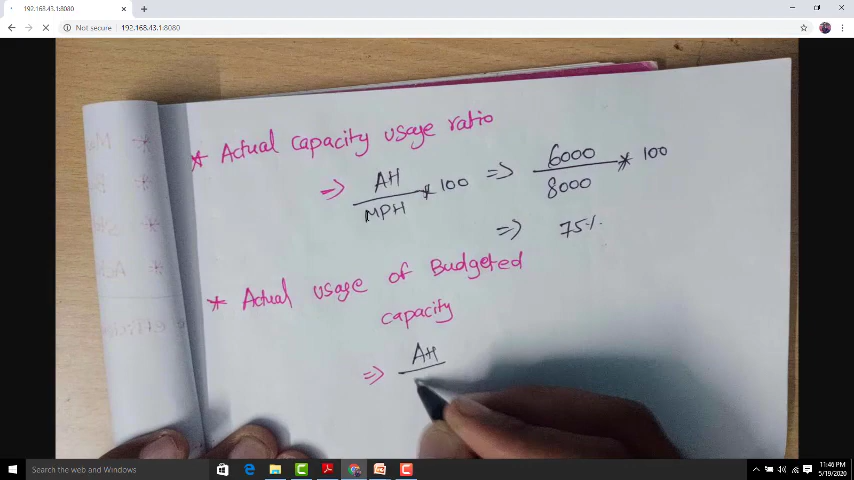 192.168.43.1:8080
Not secure | 192.168.43.1:8080
* Actual capacity usage ratio
=> AH / MPH * 100 => 6000 / 8000 * 100
=> 75%
* Actual usage of Budgeted
capacity
=> AH
Search the web and Windows
11:46 PM
5/19/2020